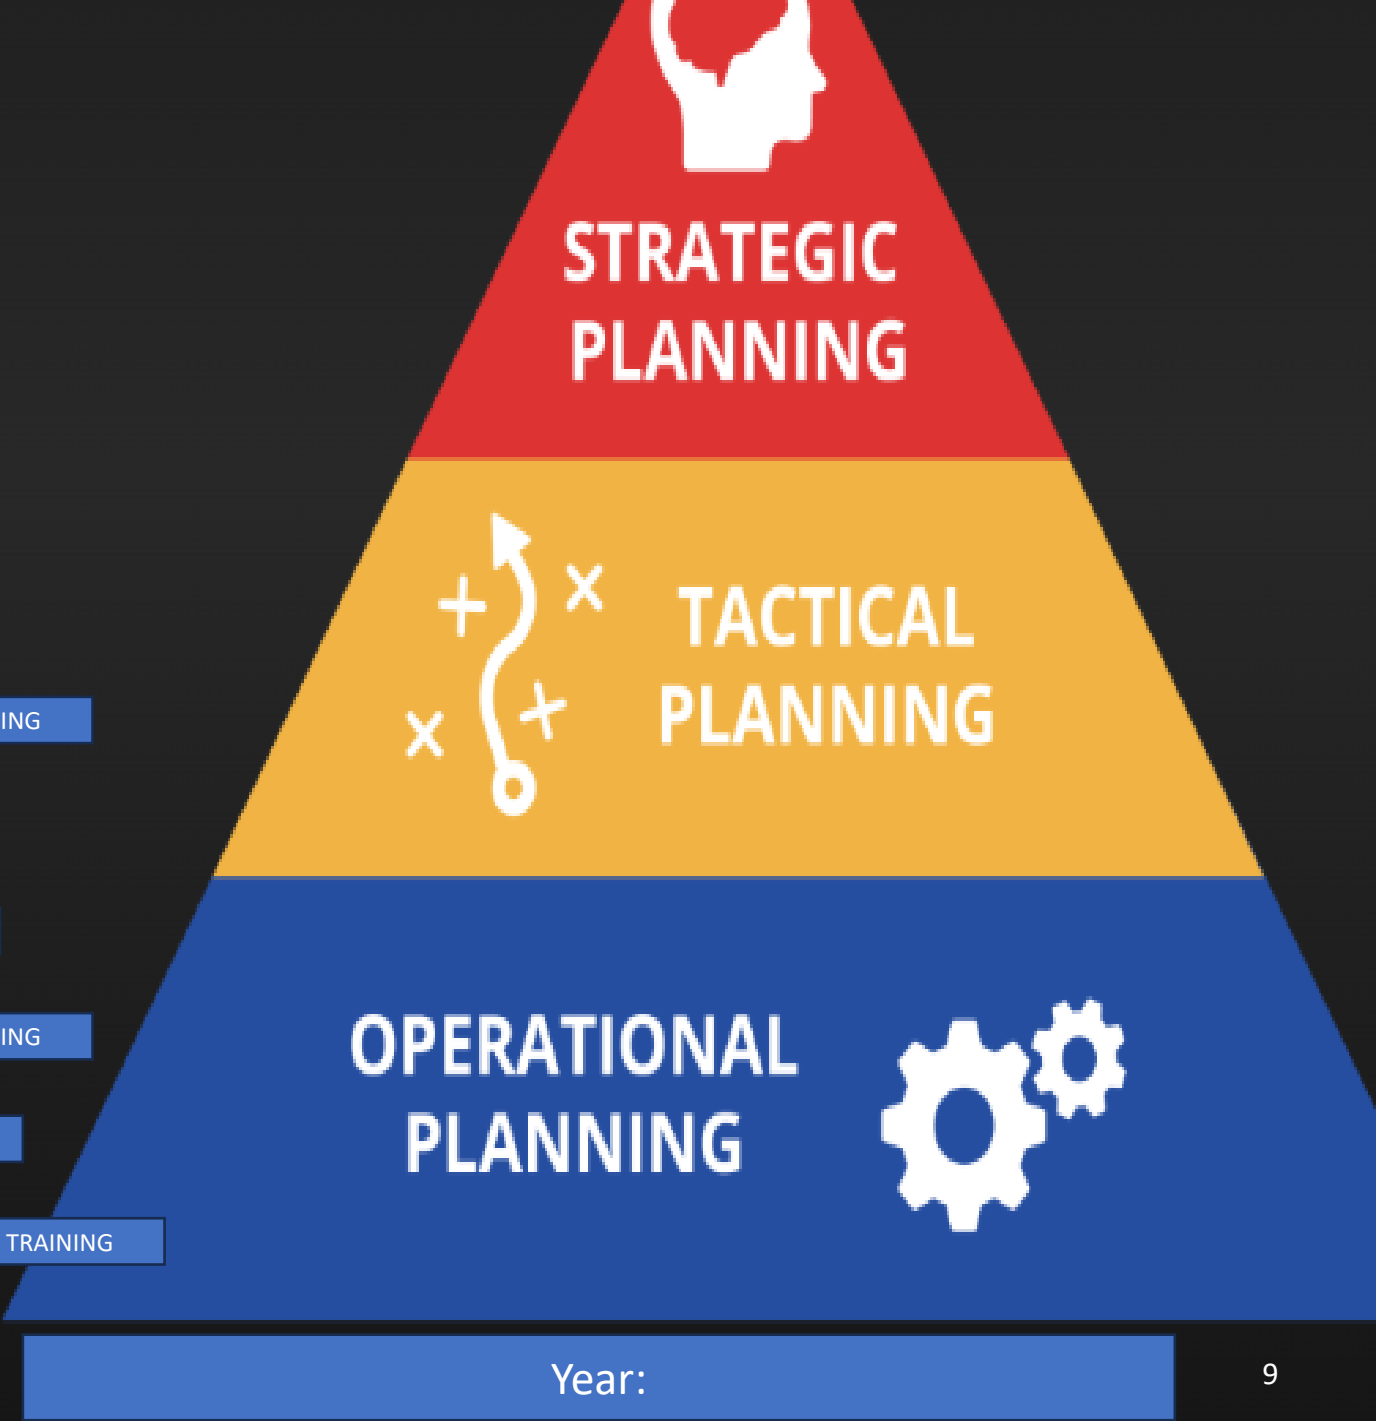 STRATEGIC
PLANNING
TACTICAL
PLANNING
ING
OPERATIONAL
PLANNING
ING
TRAINING
Year:
9